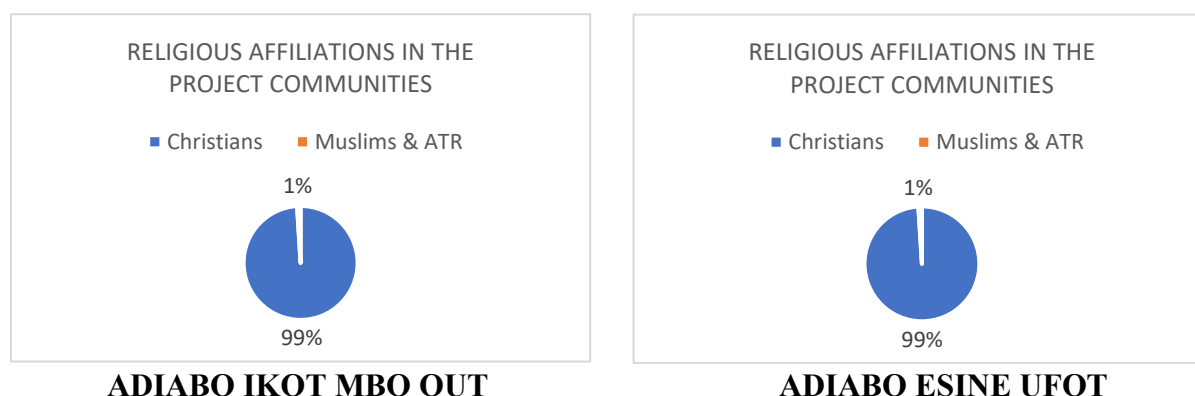 RELIGIOUS AFFILIATIONS IN THE
PROJECT COMMUNITIES
Christians Muslims & ATR
1%
99%
ADIABO IKOT MBO OUT
RELIGIOUS AFFILIATIONS IN THE
PROJECT COMMUNITIES
Christians Muslims & ATR
1%
99%
ADIABO ESINE UFOT